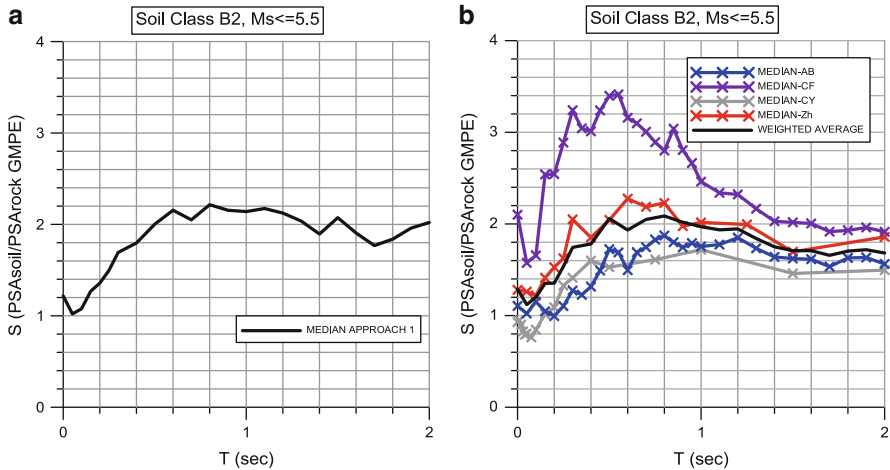 a
Soil Class B2, Ms<=5.5
S (PSAsoil/PSArock GMPE)
4
3
2
1
0
MEDIAN APPROACH 1
0
1
2
T (sec)
b
Soil Class B2, Ms<=5.5
S (PSAsoil/PSArock GMPE)
4
3
2
1
0
MEDIAN-AB
MEDIAN-CF
MEDIAN-CY
MEDIAN-Zh
WEIGHTED AVERAGE
0
1
2
T (sec)